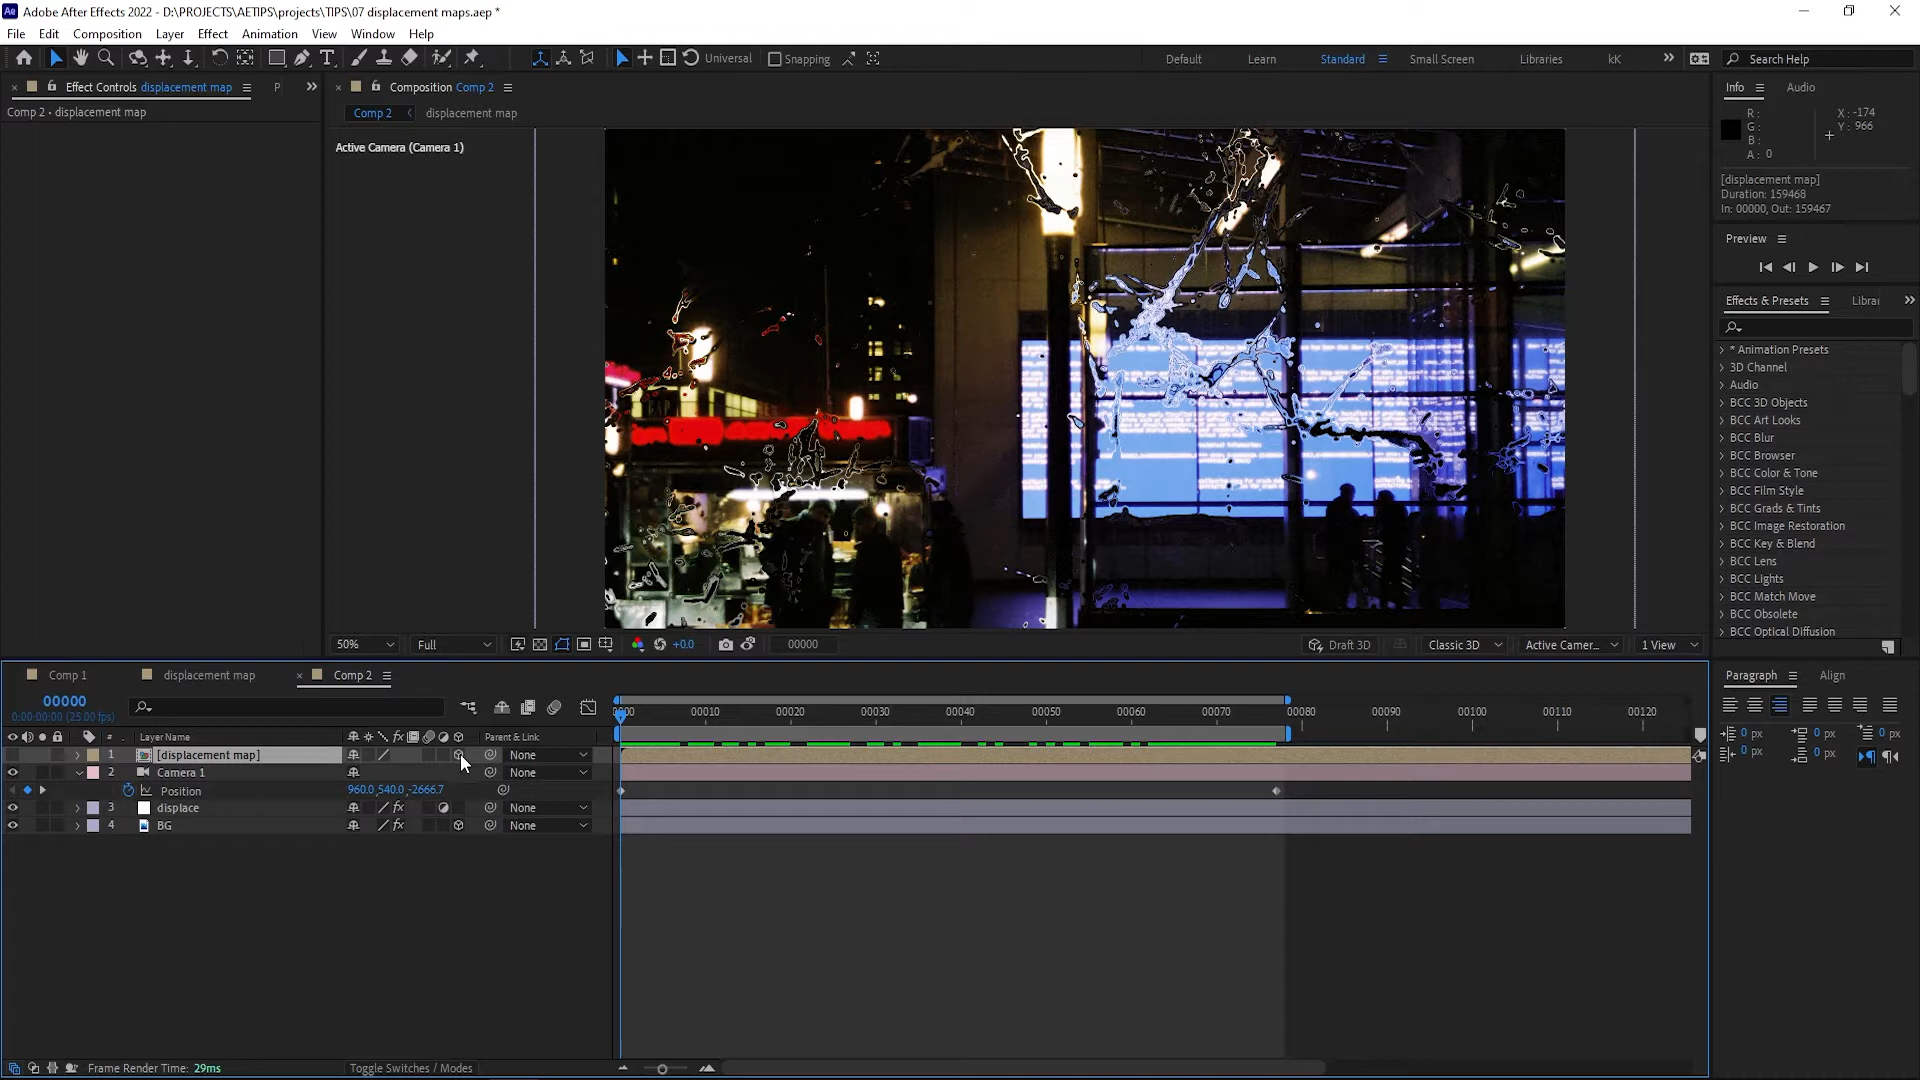 Adobe After Effects 2022 - D:\PROJECTS\AETIPS\projects\TIPS\07 displacement maps.aep *
File Edit Composition Layer Effect Animation View Window Help
Universal Snapping Default Learn Standard Small Screen Libraries kK Search Help
Effect Controls displacement map P
Composition Comp 2
Info Audio
Comp 2 • displacement map
Comp 2 displacement map
R :
G :
B :
A : 0
X : -174
Y : 966
Active Camera (Camera 1)
[displacement map]
Duration: 159468
In: 00000, Out: 159467
Preview
Effects & Presets Librar
* Animation Presets
3D Channel
Audio
BCC 3D Objects
BCC Art Looks
BCC Blur
BCC Browser
BCC Color & Tone
BCC Film Style
BCC Grads & Tints
BCC Image Restoration
BCC Key & Blend
BCC Lens
BCC Lights
BCC Match Move
BCC Obsolete
BCC Optical Diffusion
50% Full +0.0 00000 Draft 3D Classic 3D Active Camer... 1 View
Comp 1 displacement map Comp 2
Paragraph Align
00000
0:00:00:00 (25.00 fps)
00010 00020 00030 00040 00050 00060 00070 00080 00090 00100 00110 00120
# Layer Name Parent & Link
1 [displacement map] None
2 Camera 1 None
Position 960.0,540.0,-2666.7
3 displace fx None
4 BG fx None
0 px 0 px 0 px
0 px 0 px
Frame Render Time: 29ms Toggle Switches / Modes